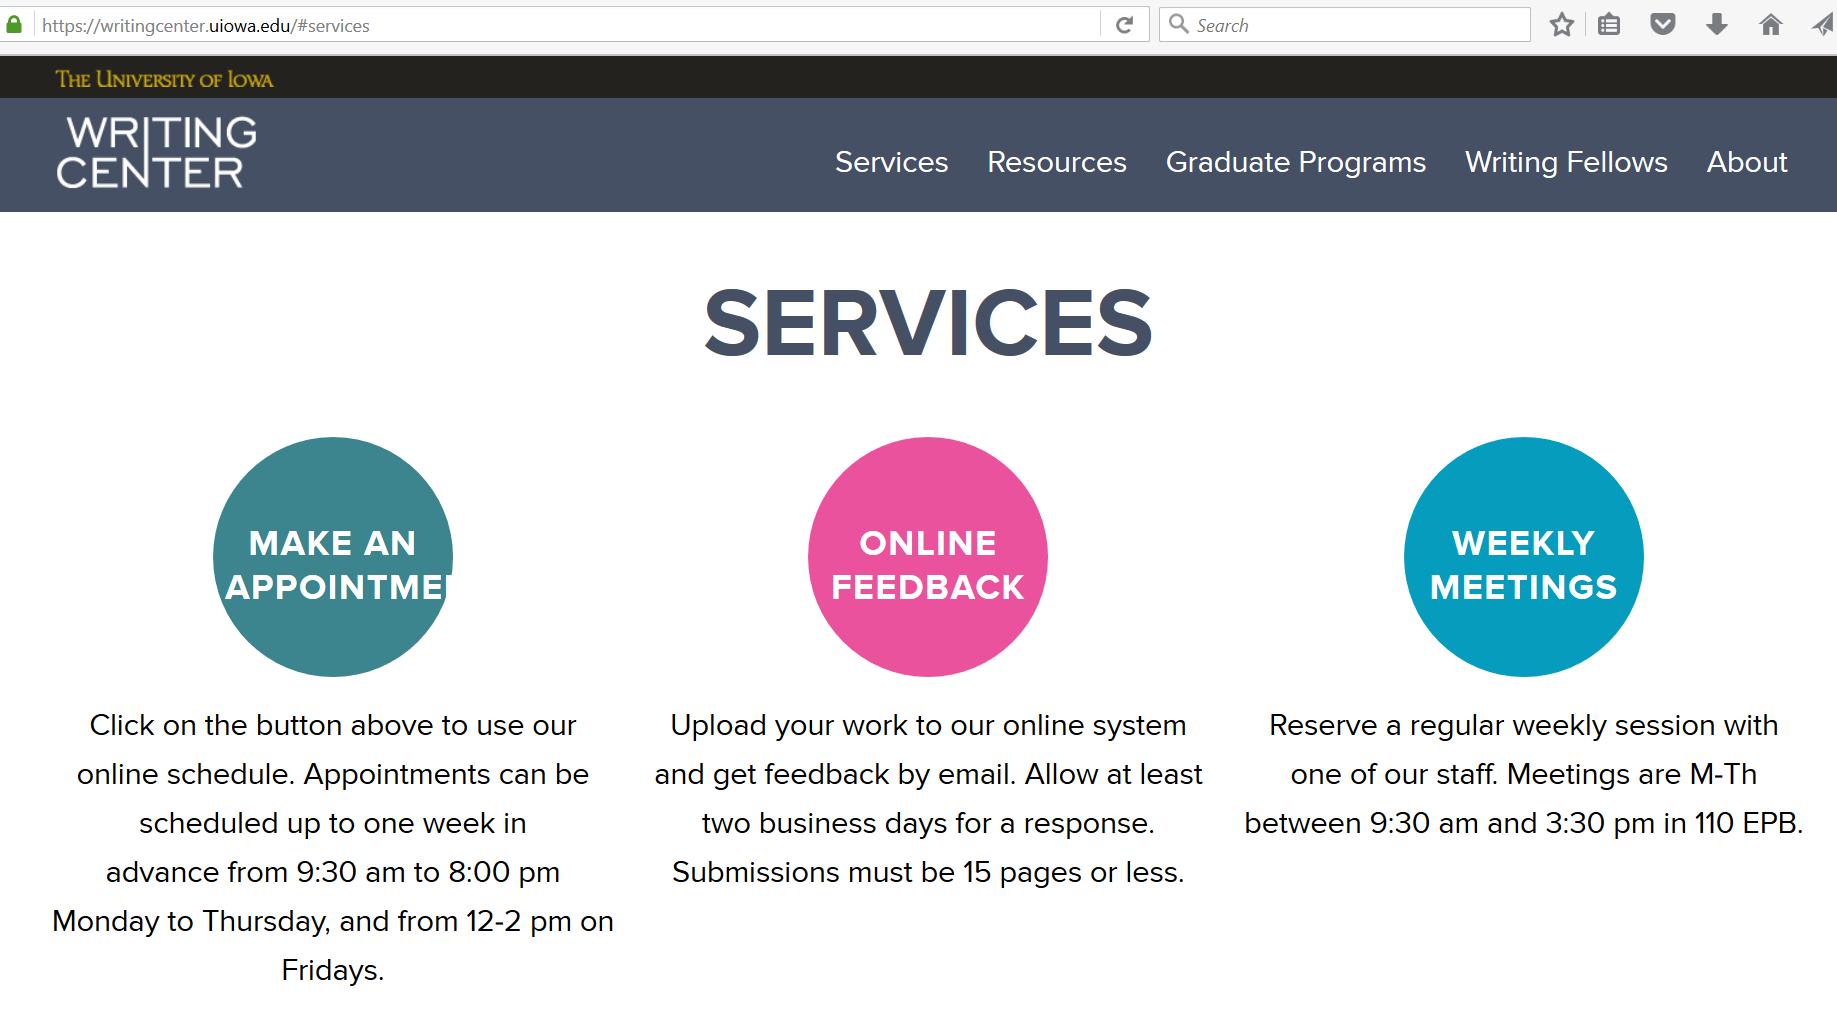 https://writingcenter.uiowa.edu/#services
Search
THE UNIVERSITY OF IOWA
WRITING
CENTER
Services Resources Graduate Programs Writing Fellows About
SERVICES
MAKE AN
APPOINTMEN
ONLINE
FEEDBACK
WEEKLY
MEETINGS
Click on the button above to use our
online schedule. Appointments can be
scheduled up to one week in
advance from 9:30 am to 8:00 pm
Monday to Thursday, and from 12-2 pm on
Fridays.
Upload your work to our online system
and get feedback by email. Allow at least
two business days for a response.
Submissions must be 15 pages or less.
Reserve a regular weekly session with
one of our staff. Meetings are M-Th
between 9:30 am and 3:30 pm in 110 EPB.